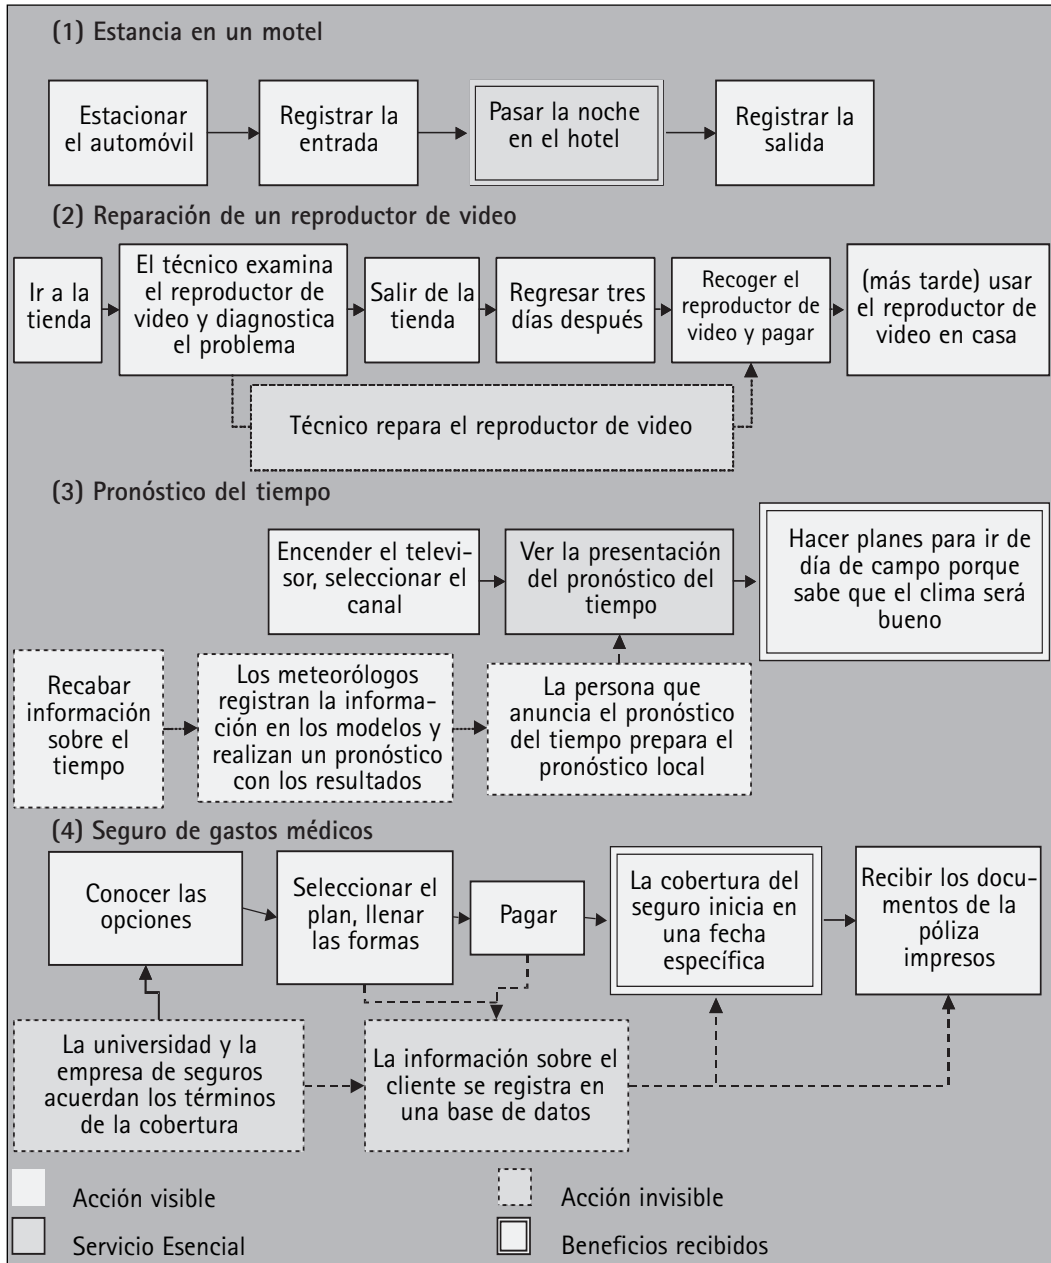 (1) Estancia en un motel
Estacionar
el automóvil
Registrar la
entrada
Pasar la noche
en el hotel
Registrar la
salida
(2) Reparación de un reproductor de video
Ir a la
tienda
El técnico examina
el reproductor de
video y diagnostica
el problema
Salir de la
tienda
Regresar tres
días después
Recoger el
reproductor de
video y pagar
(más tarde) usar
el reproductor de
video en casa
Técnico repara el reproductor de video
(3) Pronóstico del tiempo
Encender el televi-
sor, seleccionar el
canal
Ver la presentación
del pronóstico del
tiempo
Hacer planes para ir de
día de campo porque
sabe que el clima será
bueno
Recabar
información
sobre el
tiempo
Los meteorólogos
registran la informa-
ción en los modelos y
realizan un pronóstico
con los resultados
La persona que
anuncia el pronóstico
del tiempo prepara el
pronóstico local
(4) Seguro de gastos médicos
Conocer las
opciones
Seleccionar el
plan, llenar
las formas
Pagar
La cobertura del
seguro inicia en
una fecha
específica
Recibir los docu-
mentos de la
póliza
impresos
La universidad y la
empresa de seguros
acuerdan los términos
de la cobertura
La información sobre el
cliente se registra en
una base de datos
Acción visible
Acción invisible
Servicio Esencial
Beneficios recibidos